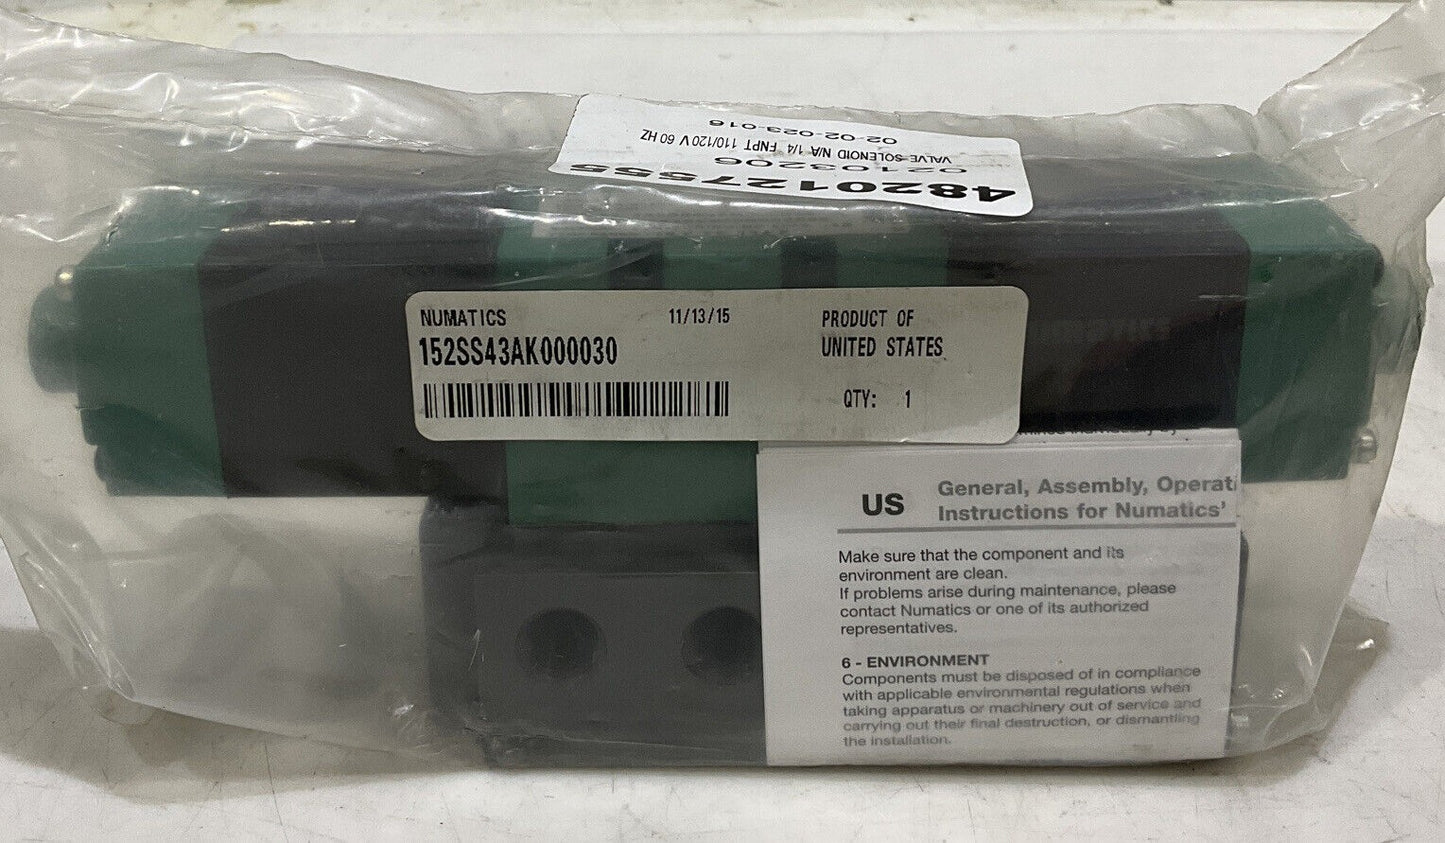 4820127555
02103206
VALVE-SOLENOID N/A 1/4 FNPT 110/120 V 60 HZ
02-02-023-016
NUMATICS 11/13/15
152SS43AK000030
PRODUCT OF
UNITED STATES
QTY: 1
US
General, Assembly, Operati
Instructions for Numatics'
Make sure that the component and its
environment are clean.
If problems arise during maintenance, please
contact Numatics or one of its authorized
representatives.
6 - ENVIRONMENT
Components must be disposed of in compliance
with applicable environmental regulations when
taking apparatus or machinery out of service and
carrying out their final destruction, or dismantling
the installation.